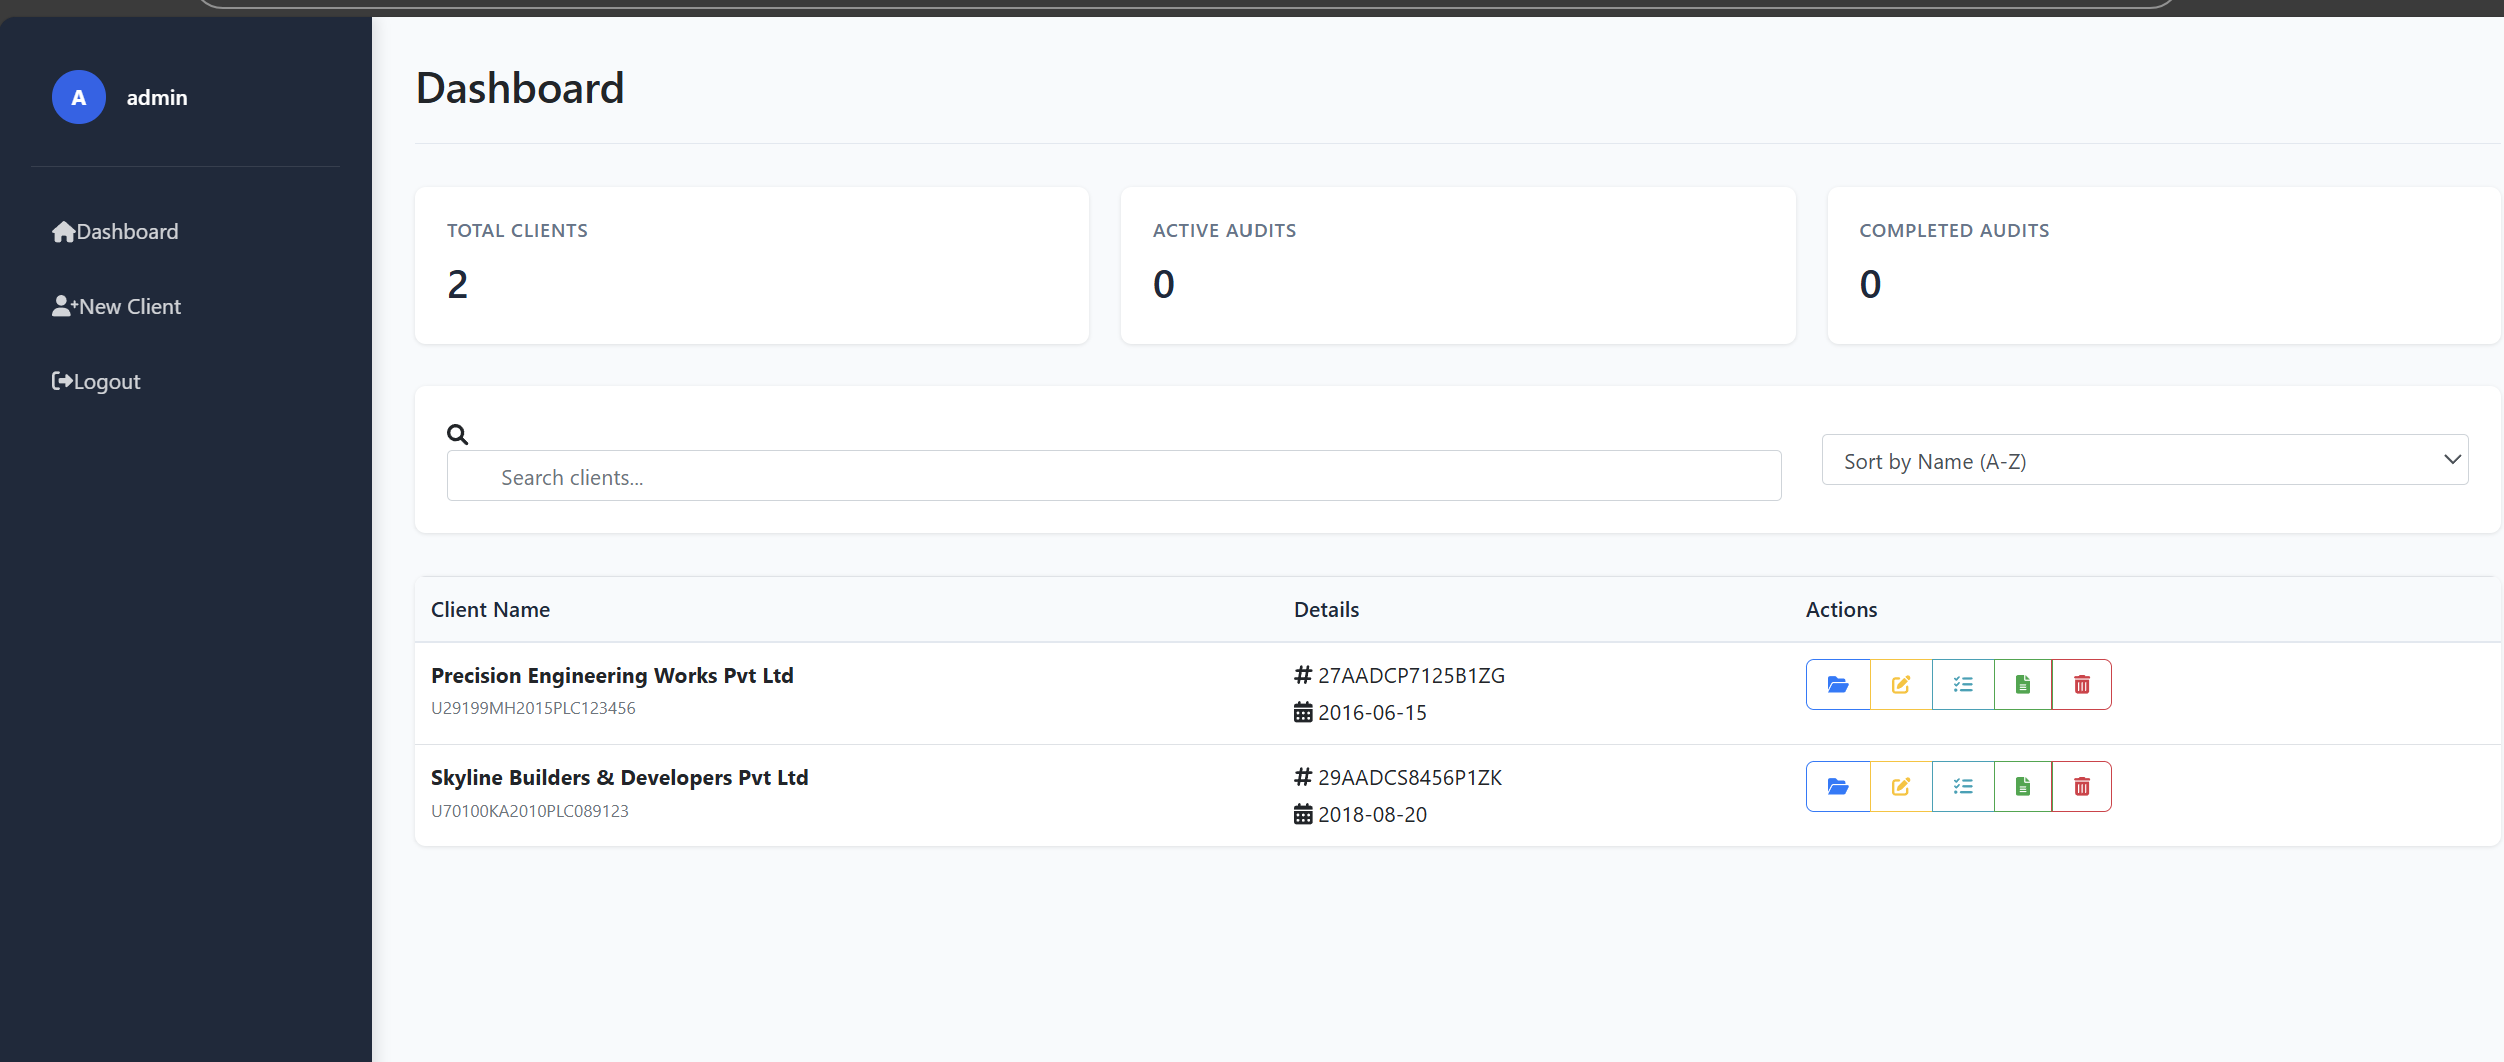 A
admin
Dashboard
New Client
Logout
Dashboard
TOTAL CLIENTS
2
ACTIVE AUDITS
0
COMPLETED AUDITS
0
Search clients...
Sort by Name (A-Z)
Client Name
Details
Actions
Precision Engineering Works Pvt Ltd
U29199MH2015PLC123456
27AADCP7125B1ZG
2016-06-15
Skyline Builders & Developers Pvt Ltd
U70100KA2010PLC089123
29AADCS8456P1ZK
2018-08-20